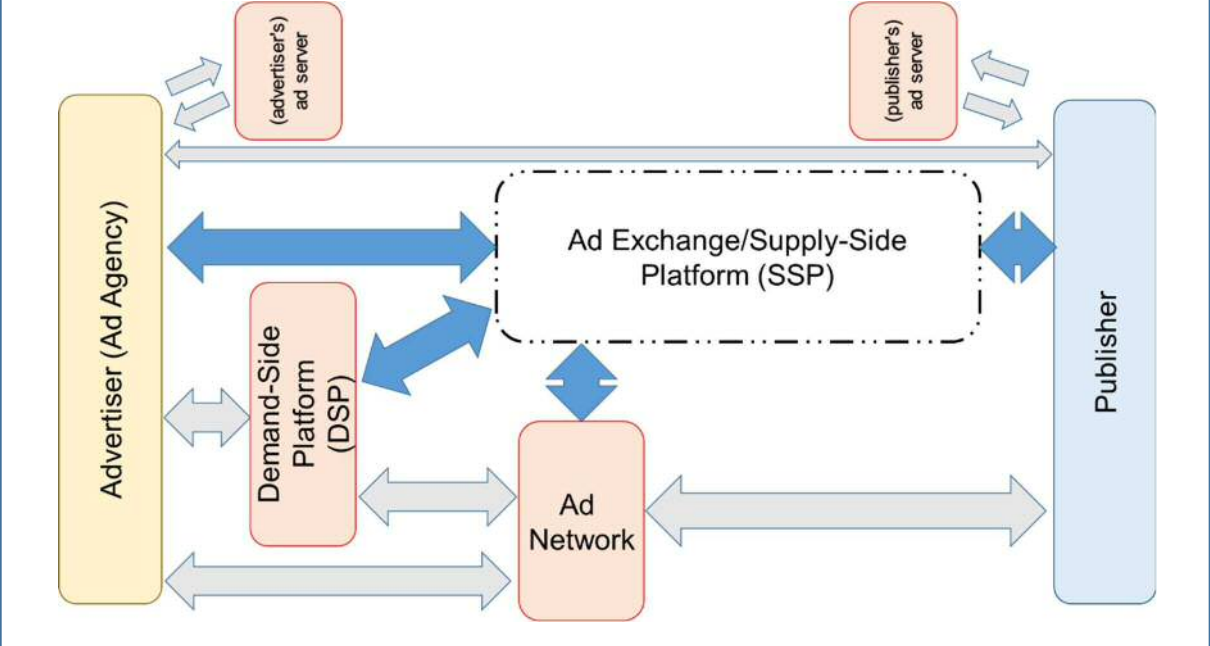 (advertiser's)
ad server
(publisher's)
ad server
Advertiser (Ad Agency)
Ad Exchange/Supply-Side
Platform (SSP)
Demand-Side
Platform
(DSP)
Ad
Network
Publisher